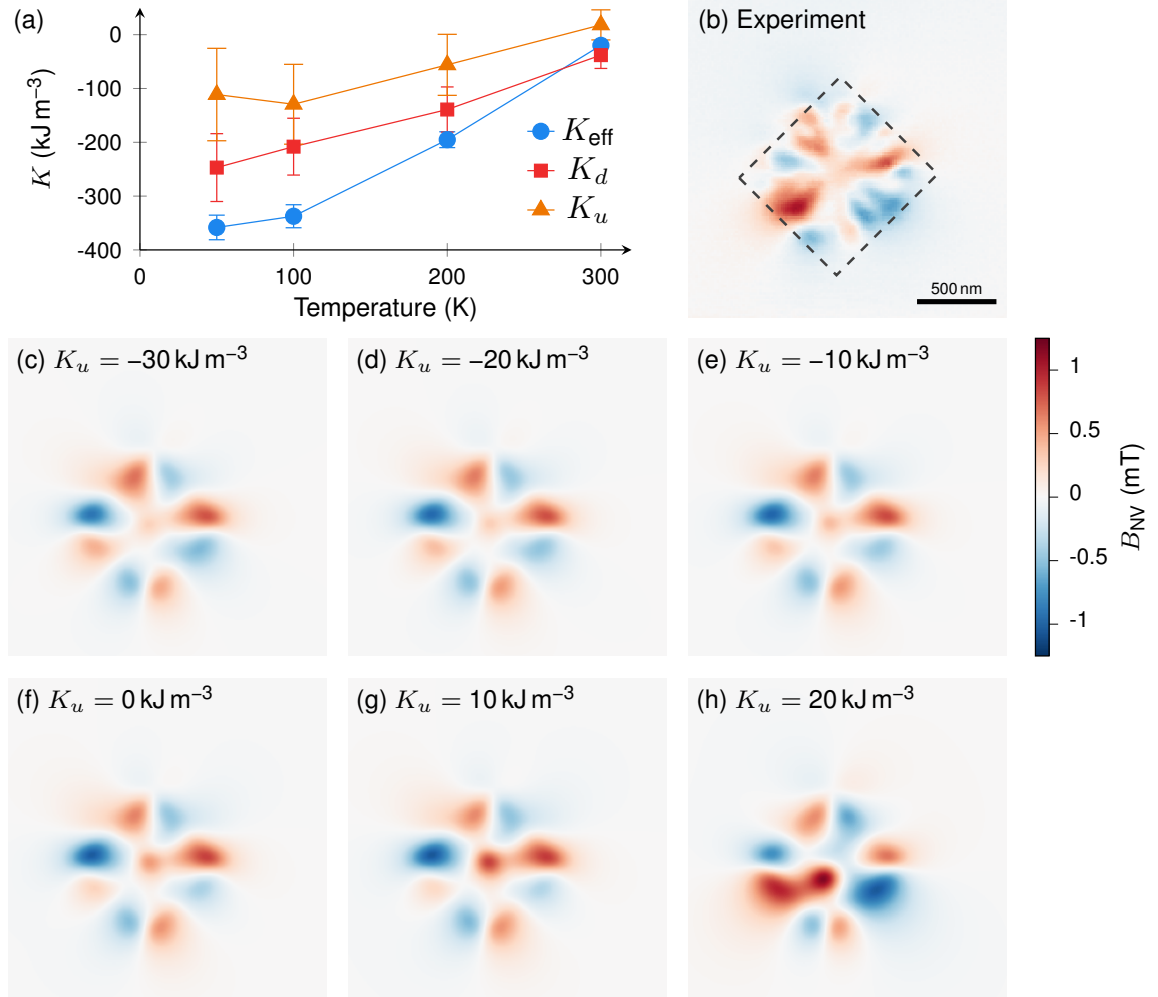 (a)
0
-100
-200
-300
-400
K (kJ m⁻³)
0
100
200
300
Temperature (K)
K_eff
K_d
K_u
(b) Experiment
500 nm
(c) K_u = −30 kJ m⁻³
(d) K_u = −20 kJ m⁻³
(e) K_u = −10 kJ m⁻³
1
0.5
0
-0.5
-1
B_NV (mT)
(f) K_u = 0 kJ m⁻³
(g) K_u = 10 kJ m⁻³
(h) K_u = 20 kJ m⁻³